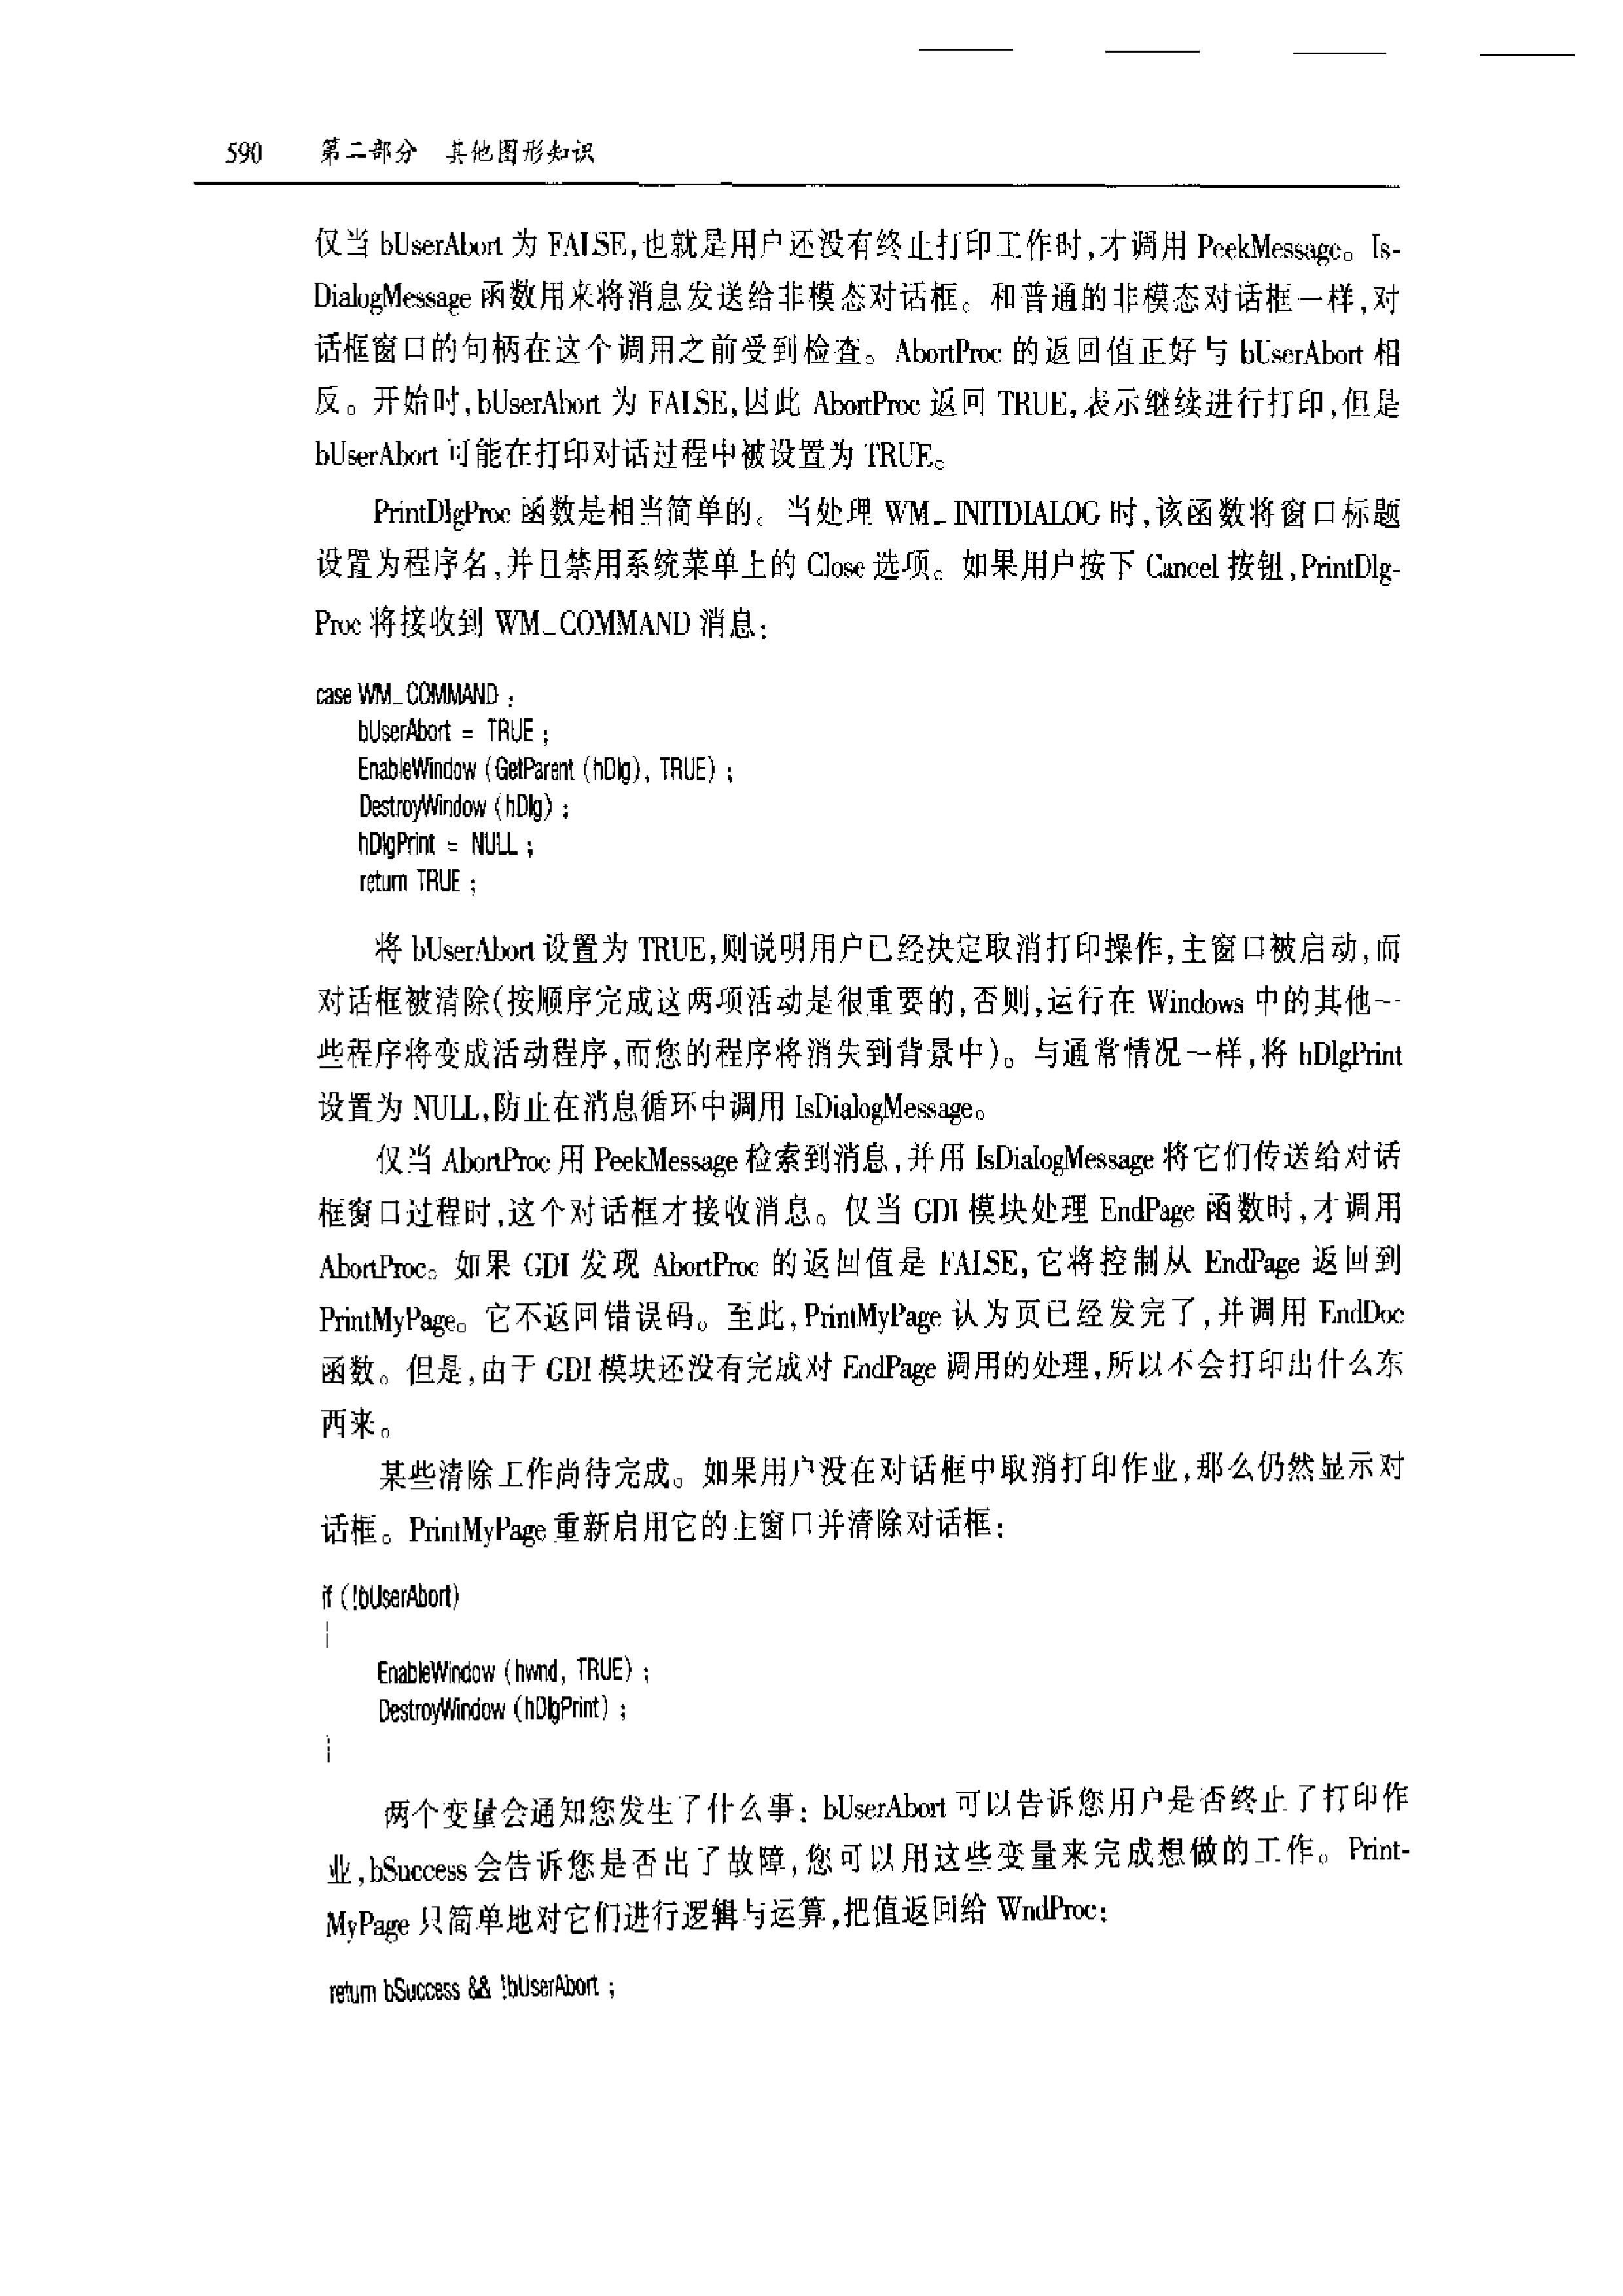 590 第二部分 其他图形知识
仅当 bUserAbort 为 FALSE,也就是用户还没有终止打印工作时,才调用 PeekMessage。Is-
DialogMessage 函数用来将消息发送给非模态对话框。和普通的非模态对话框一样,对
话框窗口的句柄在这个调用之前受到检查。AbortProc 的返回值正好与 bUserAbort 相
反。开始时,bUserAbort 为 FALSE,因此 AbortProc 返回 TRUE,表示继续进行打印,但是
bUserAbort 可能在打印对话过程中被设置为 TRUE。
PrintDlgProc 函数是相当简单的。当处理 WM_INITDIALOG 时,该函数将窗口标题
设置为程序名,并且禁用系统菜单上的 Close 选项。如果用户按下 Cancel 按钮,PrintDlg-
Proc 将接收到 WM_COMMAND 消息:
case WM_COMMAND :
bUserAbort = TRUE ;
EnableWindow (GetParent (hDlg), TRUE) ;
DestroyWindow (hDlg) ;
hDlgPrint = NULL ;
return TRUE ;
将 bUserAbort 设置为 TRUE,则说明用户已经决定取消打印操作,主窗口被启动,而
对话框被清除(按顺序完成这两项活动是很重要的,否则,运行在 Windows 中的其他一
些程序将变成活动程序,而您的程序将消失到背景中)。与通常情况一样,将 hDlgPrint
设置为 NULL,防止在消息循环中调用 IsDialogMessage。
仅当 AbortProc 用 PeekMessage 检索到消息,并用 IsDialogMessage 将它们传送给对话
框窗口过程时,这个对话框才接收消息。仅当 GDI 模块处理 EndPage 函数时,才调用
AbortProc。如果 GDI 发现 AbortProc 的返回值是 FALSE,它将控制从 EndPage 返回到
PrintMyPage。它不返回错误码。至此,PrintMyPage 认为页已经发完了,并调用 EndDoc
函数。但是,由于 GDI 模块还没有完成对 EndPage 调用的处理,所以不会打印出什么东
西来。
某些清除工作尚待完成。如果用户没在对话框中取消打印作业,那么仍然显示对
话框。PrintMyPage 重新启用它的主窗口并清除对话框:
if (!bUserAbort)
{
EnableWindow (hwnd, TRUE) ;
DestroyWindow (hDlgPrint) ;
}
两个变量会通知您发生了什么事: bUserAbort 可以告诉您用户是否终止了打印作
业,bSuccess 会告诉您是否出了故障,您可以用这些变量来完成想做的工作。Print-
MyPage 只简单地对它们进行逻辑与运算,把值返回给 WndProc:
return bSuccess && !bUserAbort ;